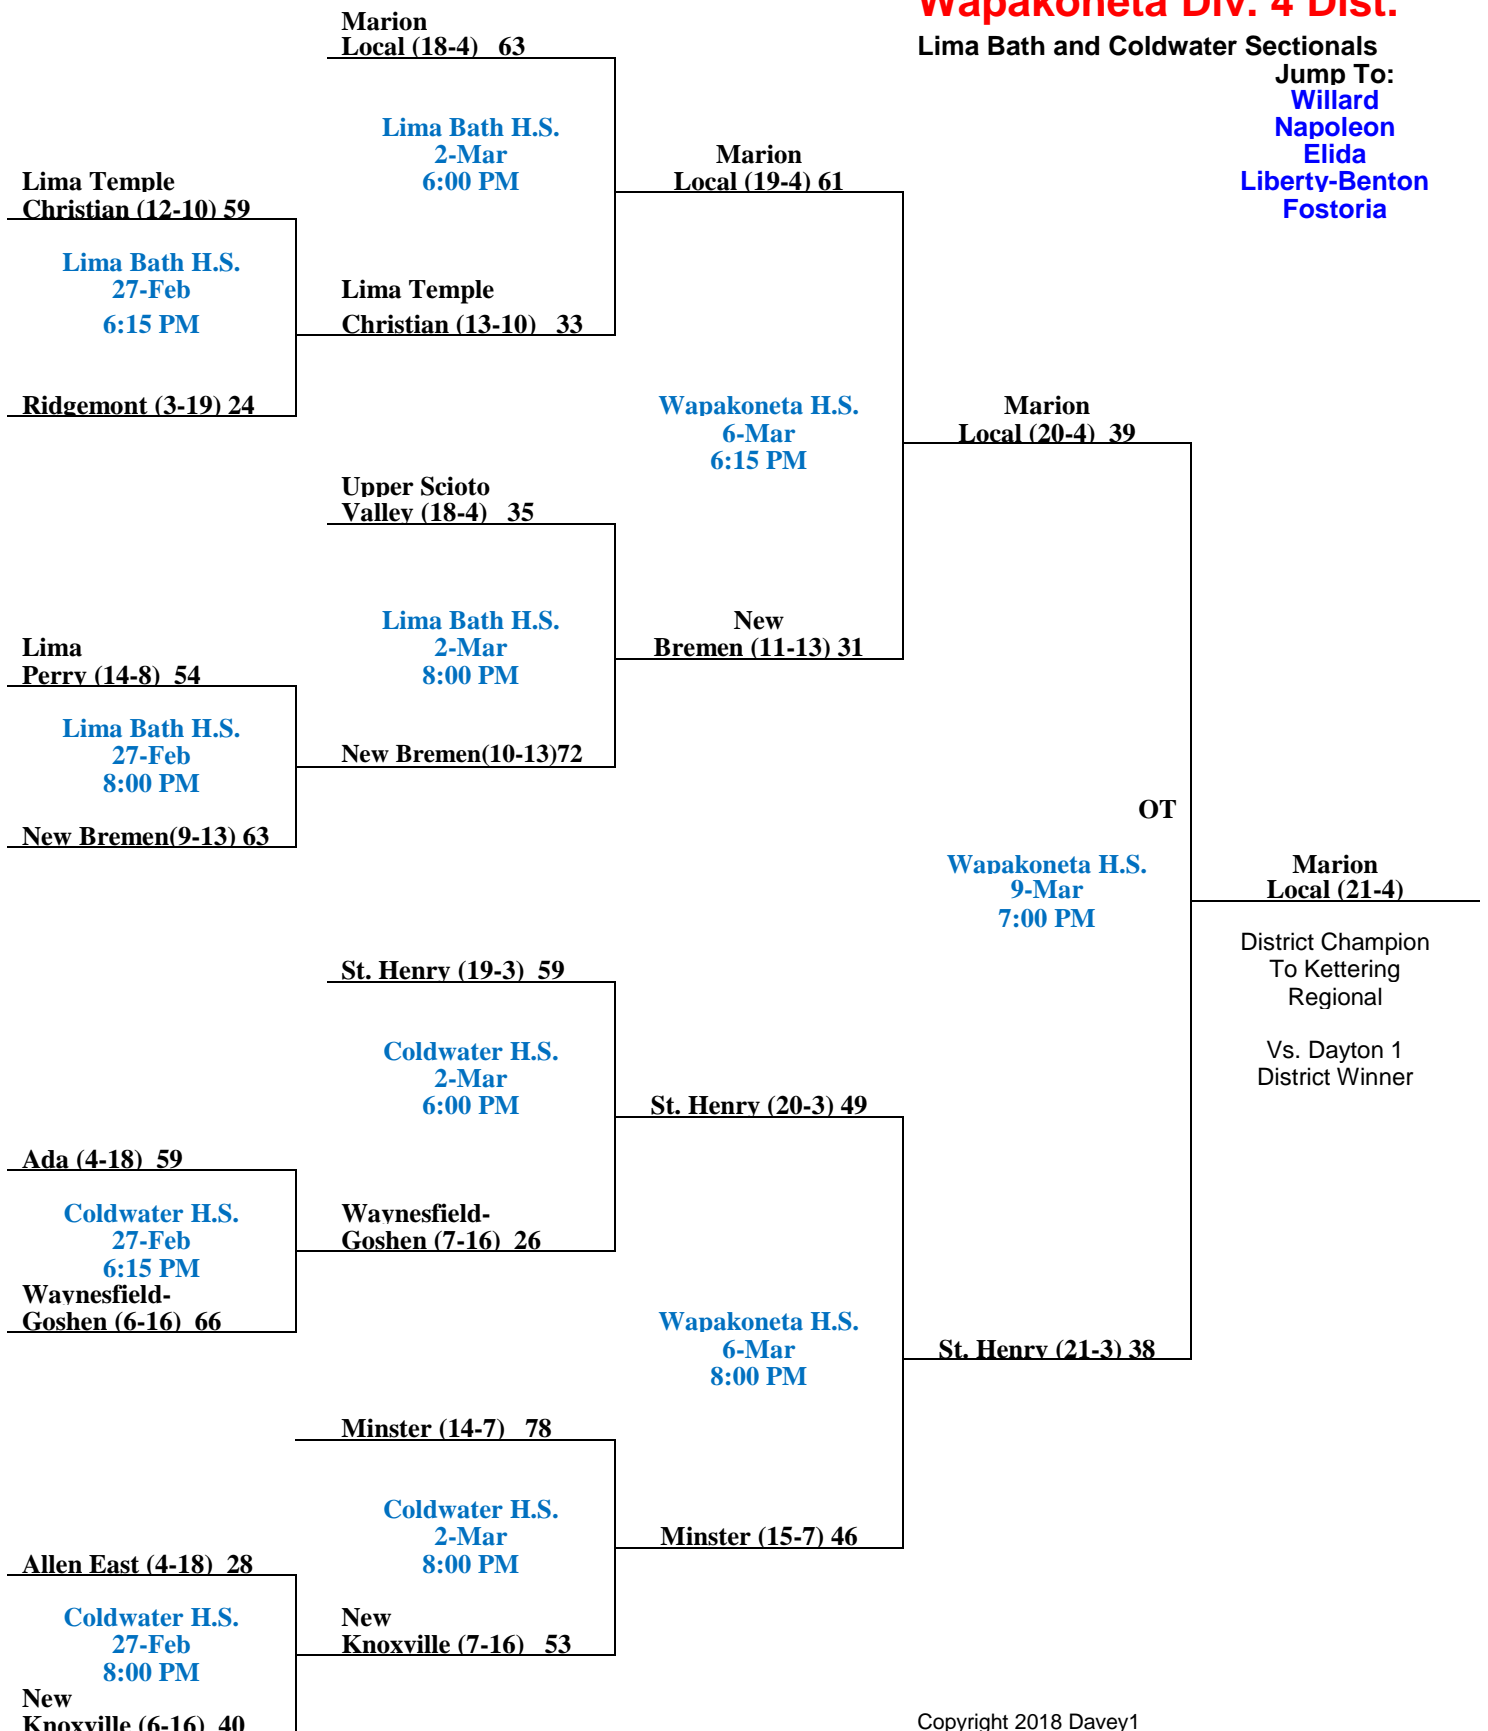 Wapakoneta Div. 4 Dist.
Lima Bath and Coldwater Sectionals
Jump To:
Willard
Napoleon
Elida
Liberty-Benton
Fostoria
Marion
Local (18-4) 63
Lima Bath H.S.
2-Mar
6:00 PM
Marion
Local (19-4) 61
Lima Temple
Christian (12-10) 59
Lima Bath H.S.
27-Feb
6:15 PM
Lima Temple
Christian (13-10) 33
Ridgemont (3-19) 24
Wapakoneta H.S.
6-Mar
6:15 PM
Marion
Local (20-4) 39
Upper Scioto
Valley (18-4) 35
Lima Bath H.S.
2-Mar
8:00 PM
New
Bremen (11-13) 31
Lima
Perry (14-8) 54
Lima Bath H.S.
27-Feb
8:00 PM
New Bremen(10-13)72
New Bremen(9-13) 63
OT
Wapakoneta H.S.
9-Mar
7:00 PM
Marion
Local (21-4)
District Champion
To Kettering
Regional
Vs. Dayton 1
District Winner
St. Henry (19-3) 59
Coldwater H.S.
2-Mar
6:00 PM
St. Henry (20-3) 49
Ada (4-18) 59
Coldwater H.S.
27-Feb
6:15 PM
Waynesfield-
Goshen (7-16) 26
Waynesfield-
Goshen (6-16) 66
Wapakoneta H.S.
6-Mar
8:00 PM
St. Henry (21-3) 38
Minster (14-7) 78
Coldwater H.S.
2-Mar
8:00 PM
Minster (15-7) 46
Allen East (4-18) 28
Coldwater H.S.
27-Feb
8:00 PM
New
Knoxville (7-16) 53
New
Knoxville (6-16) 40
Copyright 2018 Davey1